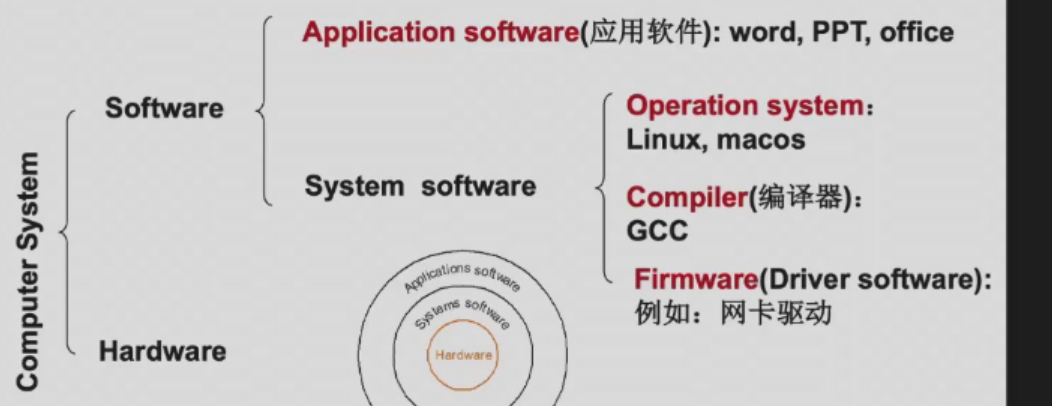 Application software(应用软件): word, PPT, office
Software
Operation system：
Linux, macos
System software
Compiler(编译器)：
GCC
Firmware(Driver software):
例如：网卡驱动
Computer System
Hardware
Applications software
Systems software
Hardware